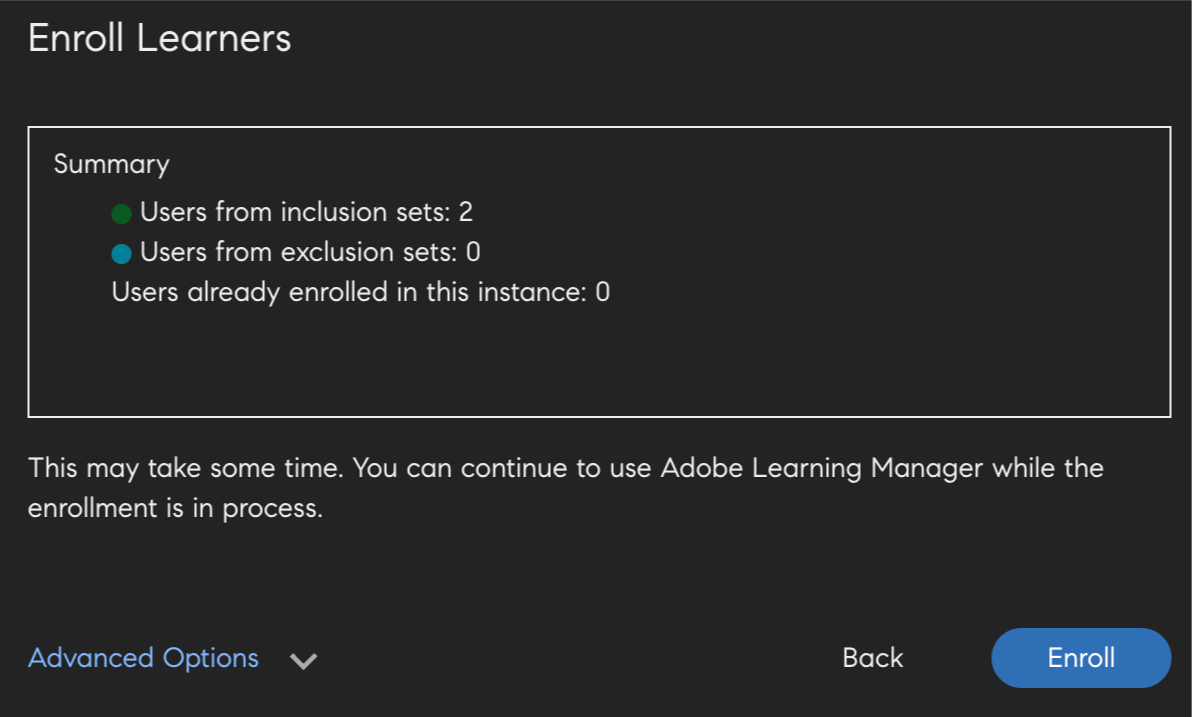 Enroll Learners
Summary
Users from inclusion sets: 2
Users from exclusion sets: 0
Users already enrolled in this instance: 0
This may take some time. You can continue to use Adobe Learning Manager while the
enrollment is in process.
Advanced Options
Back
Enroll